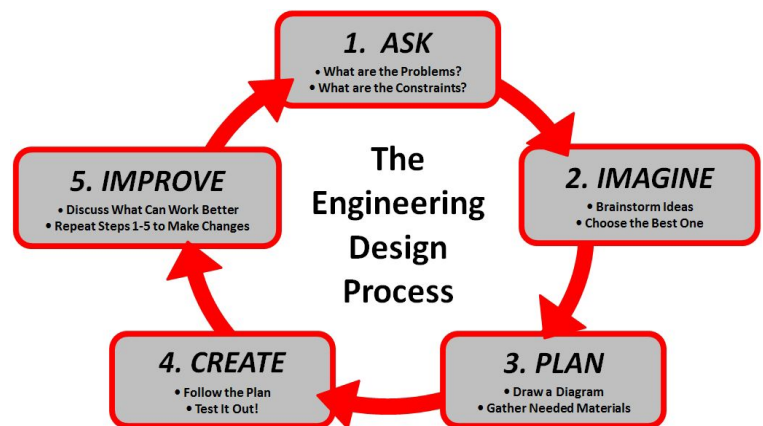 1. ASK
• What are the Problems?
• What are the Constraints?
2. IMAGINE
• Brainstorm Ideas
• Choose the Best One
3. PLAN
• Draw a Diagram
• Gather Needed Materials
4. CREATE
• Follow the Plan
• Test It Out!
5. IMPROVE
• Discuss What Can Work Better
• Repeat Steps 1-5 to Make Changes
The
Engineering
Design
Process